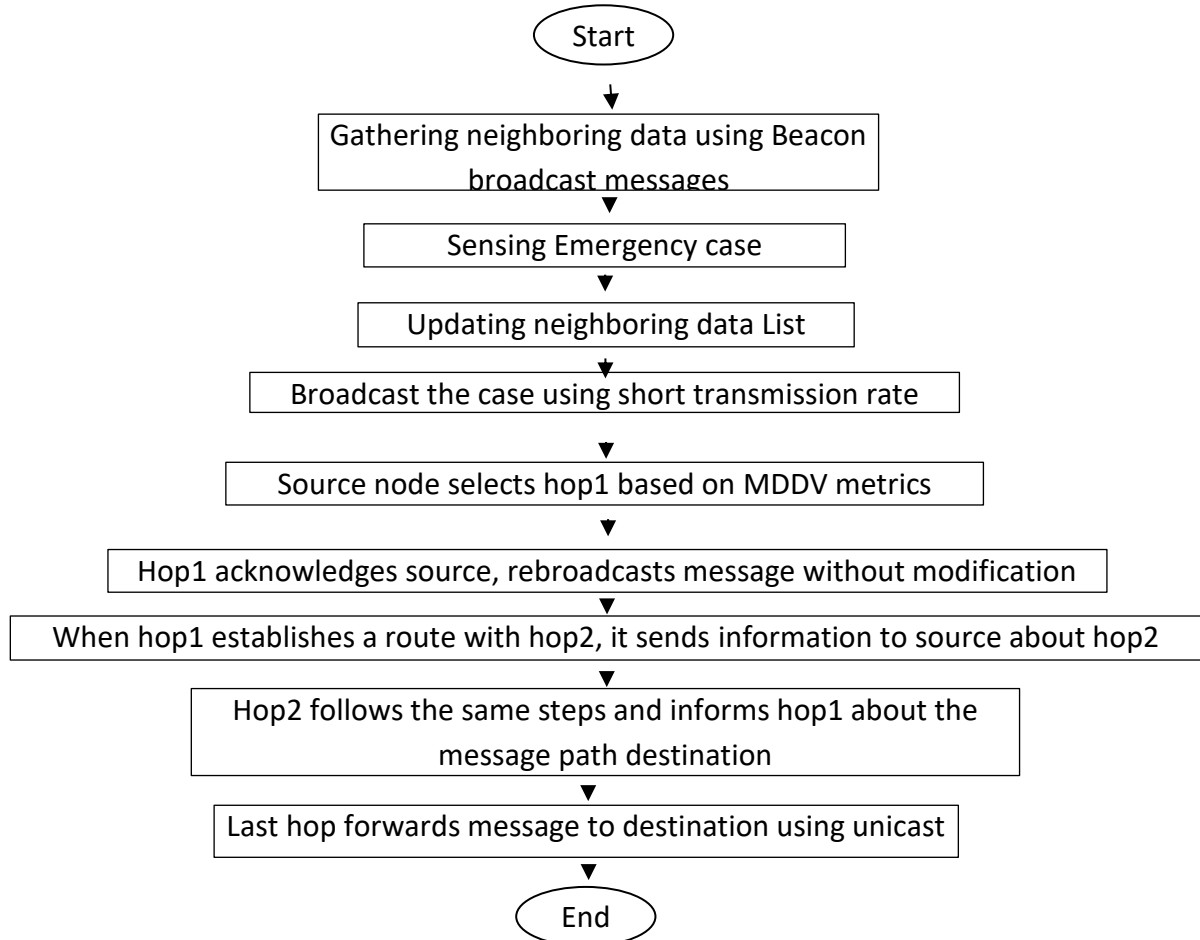 Start
Gathering neighboring data using Beacon
broadcast messages
Sensing Emergency case
Updating neighboring data List
Broadcast the case using short transmission rate
Source node selects hop1 based on MDDV metrics
Hop1 acknowledges source, rebroadcasts message without modification
When hop1 establishes a route with hop2, it sends information to source about hop2
Hop2 follows the same steps and informs hop1 about the
message path destination
Last hop forwards message to destination using unicast
End